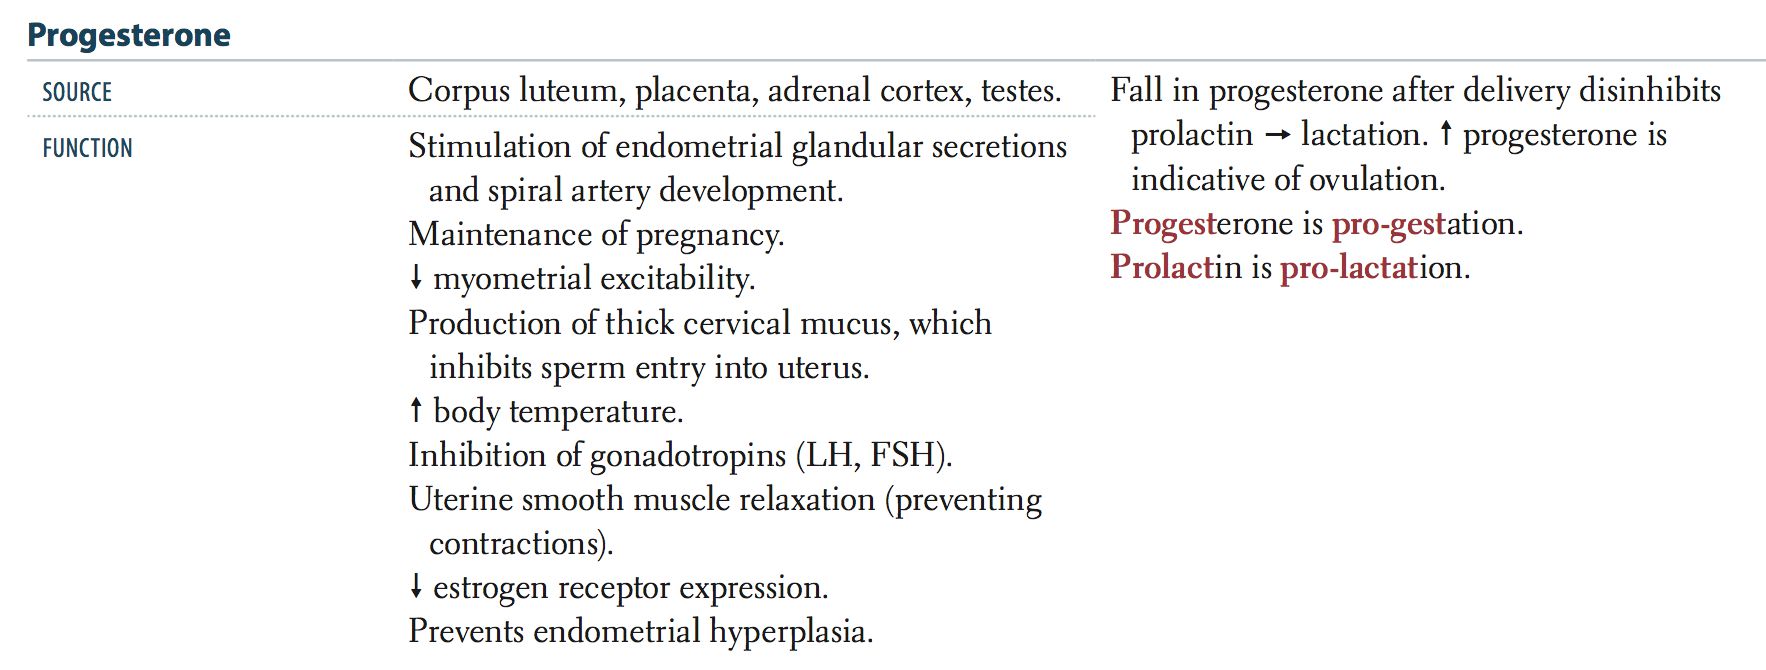 Progesterone
SOURCE
Corpus luteum, placenta, adrenal cortex, testes.
FUNCTION
Stimulation of endometrial glandular secretions
and spiral artery development.
Maintenance of pregnancy.
↓ myometrial excitability.
Production of thick cervical mucus, which
inhibits sperm entry into uterus.
↑ body temperature.
Inhibition of gonadotropins (LH, FSH).
Uterine smooth muscle relaxation (preventing
contractions).
↓ estrogen receptor expression.
Prevents endometrial hyperplasia.
Fall in progesterone after delivery disinhibits
prolactin → lactation. ↑ progesterone is
indicative of ovulation.
Progesterone is pro-gestation.
Prolactin is pro-lactation.